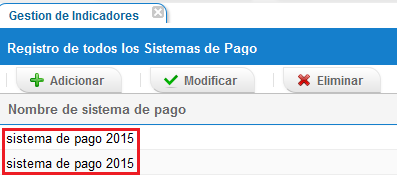 Gestion de Indicadores
Registro de todos los Sistemas de Pago
Adicionar Modificar Eliminar
Nombre de sistema de pago
sistema de pago 2015
sistema de pago 2015